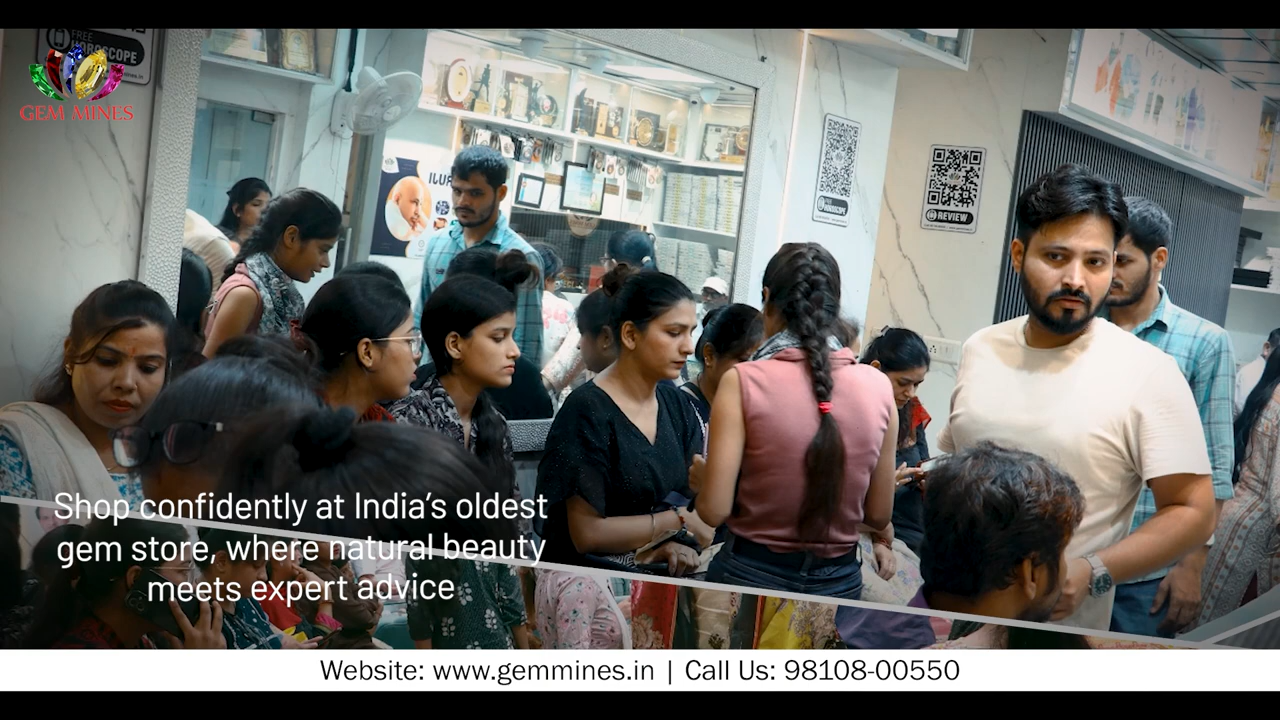 FREE
HOROSCOPE
GEM MINES
REVIEW
Shop confidently at India's oldest
gem store, where natural beauty
meets expert advice
Website: www.gemmines.in | Call Us: 98108-00550